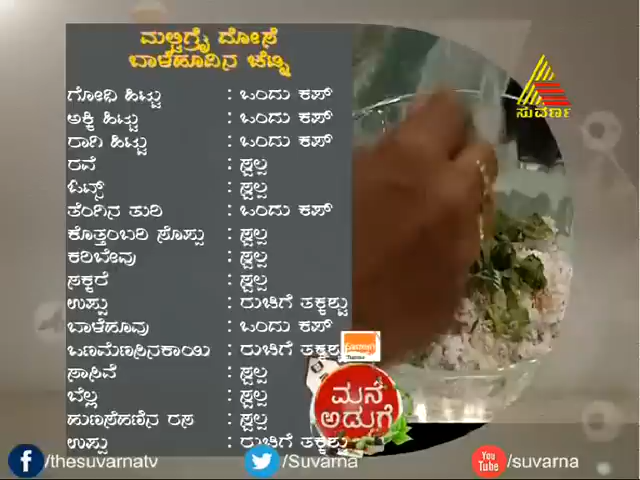 ಮಲ್ಟಿಗ್ರೈ ದೋಸೆ
ಬಾಳೆಹೂವಿನ ಚಟ್ನಿ
ಗೋಧಿ ಹಿಟ್ಟು : ಒಂದು ಕಪ್
ಅಕ್ಕಿ ಹಿಟ್ಟು : ಒಂದು ಕಪ್
ರಾಗಿ ಹಿಟ್ಟು : ಒಂದು ಕಪ್
ರವೆ : ಸ್ವಲ್ಪ
ಓಟ್ಸ್ : ಸ್ವಲ್ಪ
ತೆಂಗಿನ ತುರಿ : ಒಂದು ಕಪ್
ಕೊತ್ತಂಬರಿ ಸೊಪ್ಪು : ಸ್ವಲ್ಪ
ಕರಿಬೇವು : ಸ್ವಲ್ಪ
ಸಕ್ಕರೆ : ಸ್ವಲ್ಪ
ಉಪ್ಪು : ರುಚಿಗೆ ತಕ್ಕಷ್ಟು
ಬಾಳೆಹೂವು : ಒಂದು ಕಪ್
ಒಣಮೆಣಸಿನಕಾಯಿ : ರುಚಿಗೆ ತಕ್ಕಷ್ಟು
ಸಾಸಿವೆ : ಸ್ವಲ್ಪ
ಬೆಲ್ಲ : ಸ್ವಲ್ಪ
ಹುಣಸೆಹಣಿನ ರಸ : ಸ್ವಲ್ಪ
ಉಪ್ಪು : ರುಚಿಗೆ ತಕ್ಕಷ್ಟು
ಸುವರ್ಣ
ಮನೆ
ಅಡುಗೆ
/thesuvarnatv
/Suvarna
You
Tube
/suvarna